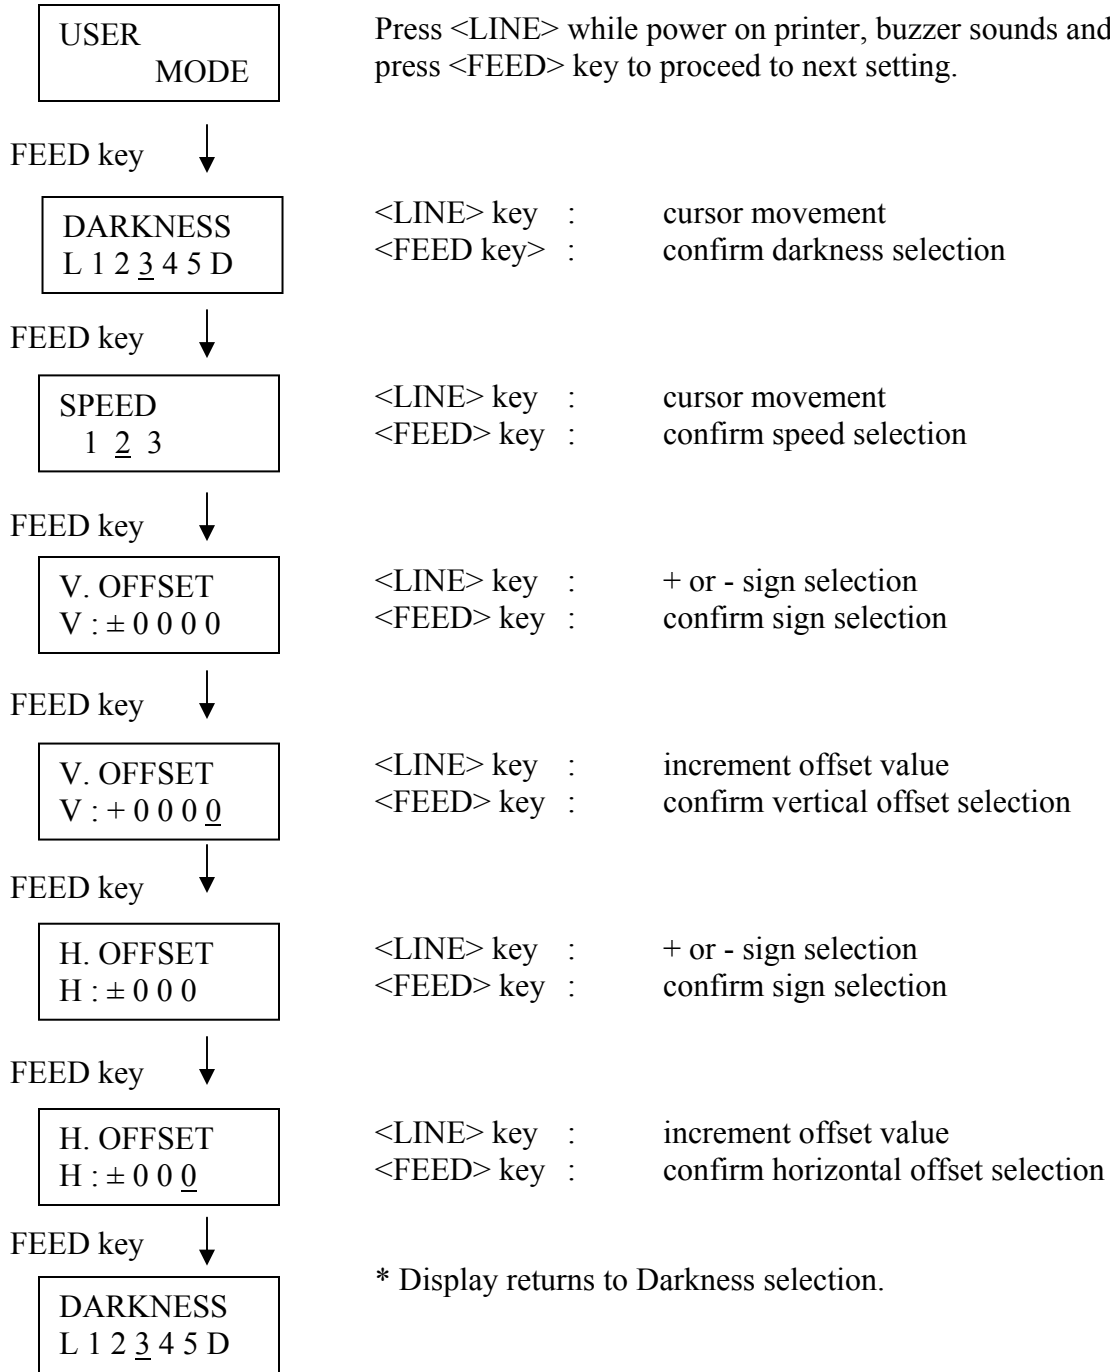 USER
MODE
Press <LINE> while power on printer, buzzer sounds and
press <FEED> key to proceed to next setting.
FEED key
DARKNESS
L 1 2 3 4 5 D
<LINE> key : cursor movement
<FEED key> : confirm darkness selection
FEED key
SPEED
1 2 3
<LINE> key : cursor movement
<FEED> key : confirm speed selection
FEED key
V. OFFSET
V : ± 0 0 0 0
<LINE> key : + or - sign selection
<FEED> key : confirm sign selection
FEED key
V. OFFSET
V : + 0 0 0 0
<LINE> key : increment offset value
<FEED> key : confirm vertical offset selection
FEED key
H. OFFSET
H : ± 0 0 0
<LINE> key : + or - sign selection
<FEED> key : confirm sign selection
FEED key
H. OFFSET
H : ± 0 0 0
<LINE> key : increment offset value
<FEED> key : confirm horizontal offset selection
FEED key
* Display returns to Darkness selection.
DARKNESS
L 1 2 3 4 5 D